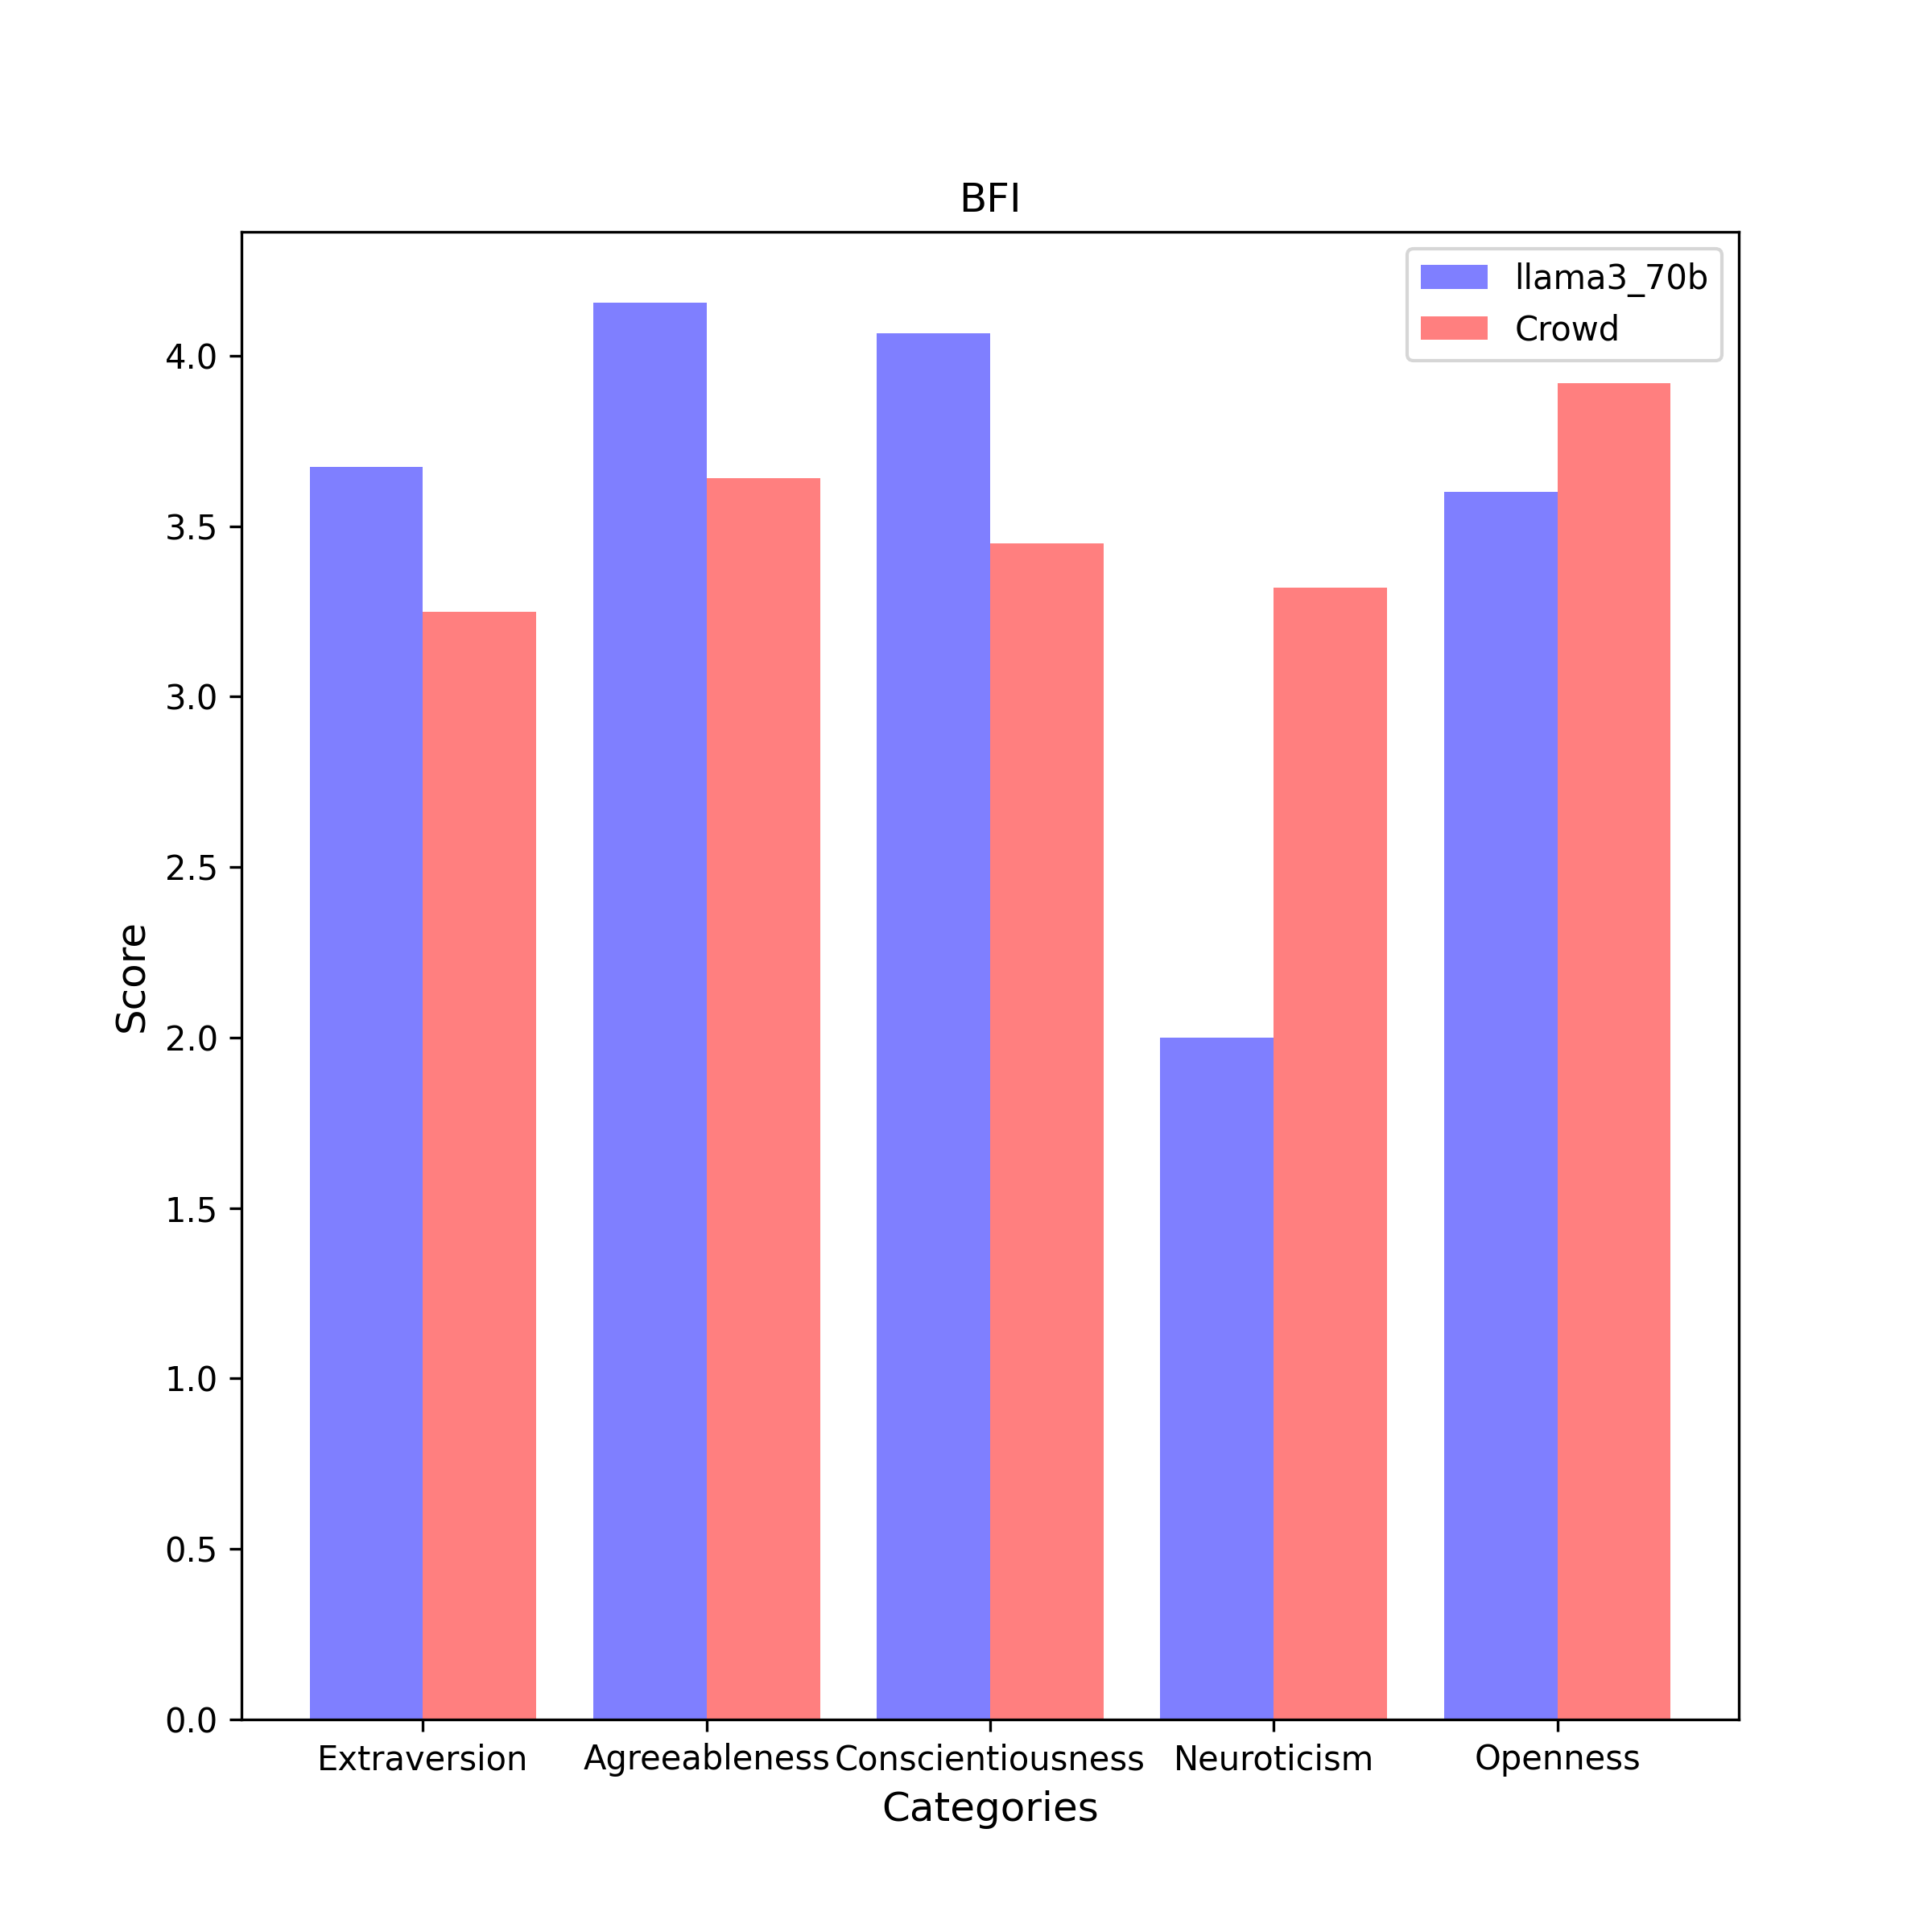 BFI
llama3_70b
Crowd
Score
4.0
3.5
3.0
2.5
2.0
1.5
1.0
0.5
0.0
Extraversion Agreeableness Conscientiousness Neuroticism Openness
Categories